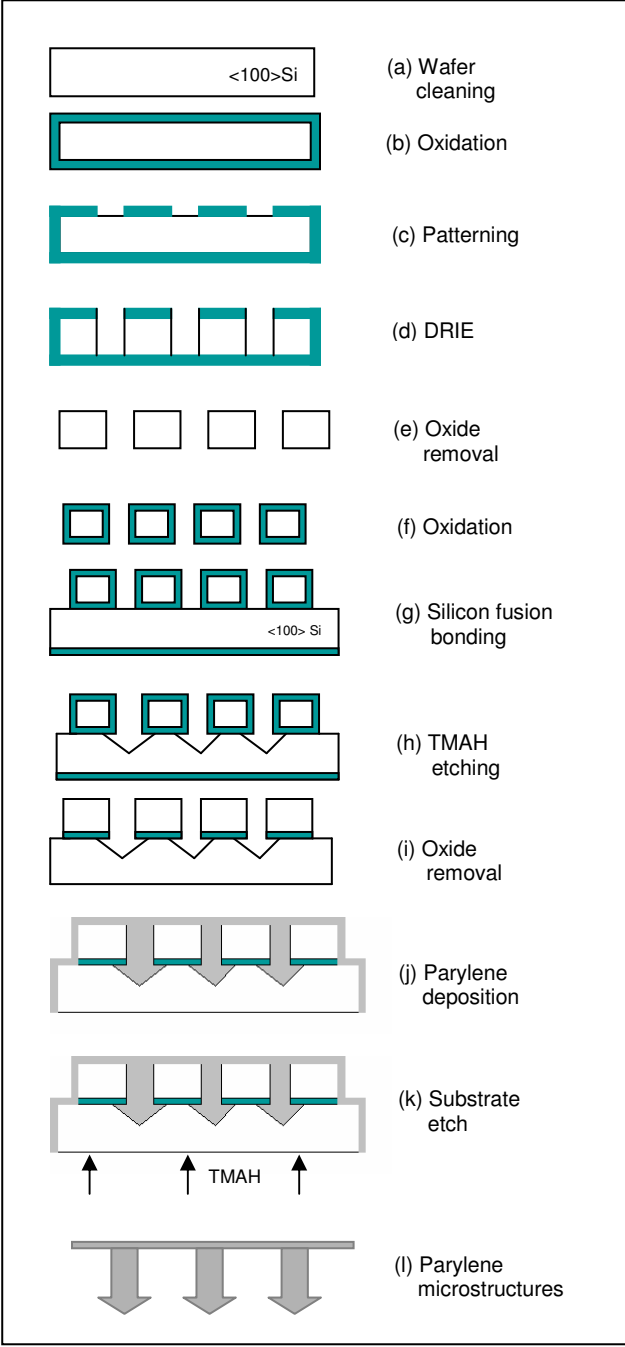 <100>Si
(a) Wafer
cleaning
(b) Oxidation
(c) Patterning
(d) DRIE
(e) Oxide
removal
(f) Oxidation
(g) Silicon fusion
bonding
<100> Si
(h) TMAH
etching
(i) Oxide
removal
(j) Parylene
deposition
(k) Substrate
etch
TMAH
(l) Parylene
microstructures